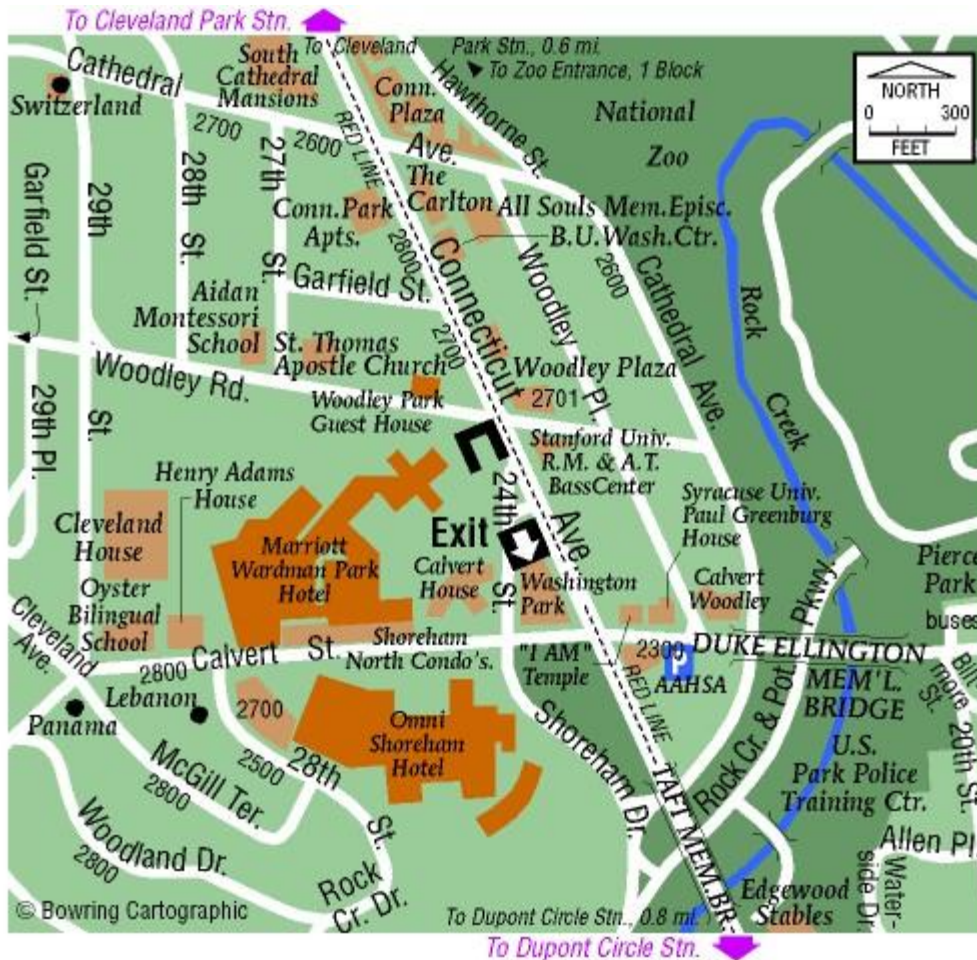 To Cleveland Park Stn.
To Cleveland Park Stn., 0.6 mi.
To Zoo Entrance, 1 Block
Cathedral
Ave.
South
Cathedral
Mansions
Conn.
Plaza
Hawthorne St.
National
Zoo
NORTH
0 300
FEET
Switzerland
2700
2600
RED LINE
Garfield St.
29th
St.
28th
St.
27th
St.
The
Carlton
Conn. Park
Apts.
All Souls Mem. Episc.
B.U. Wash. Ctr.
2800
Connecticut
Ave.
Woodley
Pl.
2600
Cathedral Ave.
Rock
Creek
Garfield St.
Aidan
Montessori
School
St. Thomas
Apostle Church
2700
Woodley Plaza
2701
Woodley Rd.
Woodley Park
Guest House
29th Pl.
Stanford Univ.
R.M. & A.T.
BassCenter
Henry Adams
House
24th
St.
Syracuse Univ.
Paul Greenburg
House
Cleveland
House
Marriott
Wardman Park
Hotel
Exit
Calvert
House
Washington
Park
Calvert
Woodley
Pierce
Park
buses
Oyster
Bilingual
School
Cleveland
Ave.
2800
Calvert St.
Shoreham
North Condo's.
"I AM"
Temple
2300
P
AAHSA
DUKE ELLINGTON
MEM'L.
BRIDGE
Rock Cr. & Pot. Pkwy
Bilt
more
St.
20th St.
Panama
Lebanon
2700
2500
28th
St.
Omni
Shoreham
Hotel
Shoreham Dr.
RED LINE
TAFT MEM. BR.
U.S.
Park Police
Training Ctr.
McGill Ter.
2800
Woodland Dr.
2800
Rock
Cr. Dr.
Allen Pl
Water-
side Dr.
Edgewood
Stables
© Bowring Cartographic
To Dupont Circle Stn., 0.8 mi.
To Dupont Circle Stn.